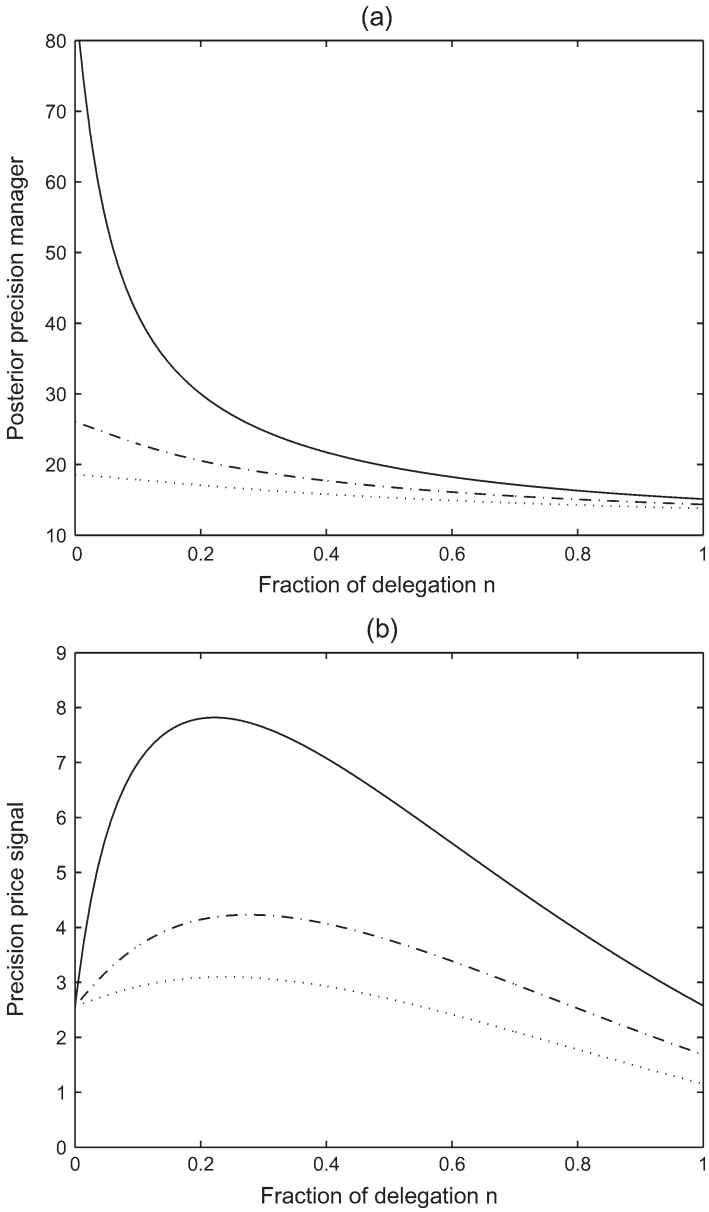 (a)
Posterior precision manager
80
70
60
50
40
30
20
10
0 0.2 0.4 0.6 0.8 1
Fraction of delegation n
(b)
Precision price signal
9
8
7
6
5
4
3
2
1
0
0 0.2 0.4 0.6 0.8 1
Fraction of delegation n